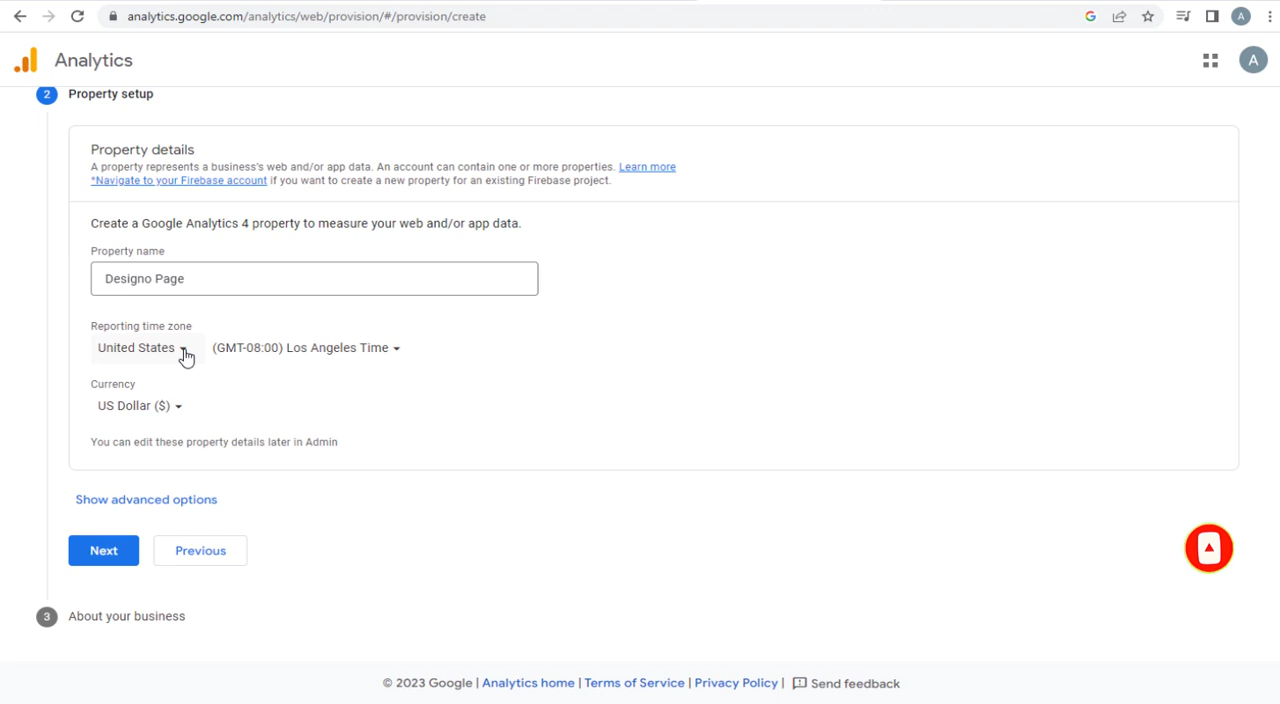 analytics.google.com/analytics/web/provision/#/provision/create
G
A
Analytics
A
2 Property setup
Property details
A property represents a business's web and/or app data. An account can contain one or more properties. Learn more
*Navigate to your Firebase account if you want to create a new property for an existing Firebase project.
Create a Google Analytics 4 property to measure your web and/or app data.
Property name
Designo Page
Reporting time zone
United States (GMT-08:00) Los Angeles Time
Currency
US Dollar ($)
You can edit these property details later in Admin
Show advanced options
Next Previous
3 About your business
© 2023 Google | Analytics home | Terms of Service | Privacy Policy | Send feedback